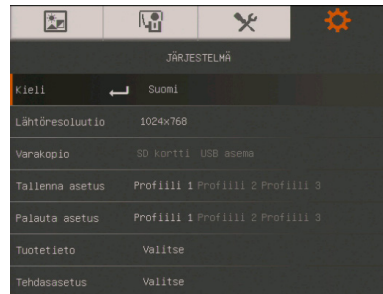 JÄRJESTELMÄ
Kieli Suomi
Lähtöresoluutio 1024x768
Varakopio SD kortti USB asema
Tallenna asetus Profiili 1 Profiili 2 Profiili 3
Palauta asetus Profiili 1 Profiili 2 Profiili 3
Tuotetieto Valitse
Tehdasasetus Valitse